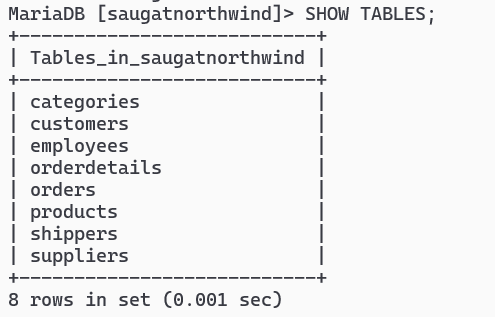 MariaDB [saugatnorthwind]> SHOW TABLES;
+---------------------------+
| Tables_in_saugatnorthwind |
+---------------------------+
| categories                |
| customers                 |
| employees                 |
| orderdetails              |
| orders                    |
| products                  |
| shippers                  |
| suppliers                 |
+---------------------------+
8 rows in set (0.001 sec)